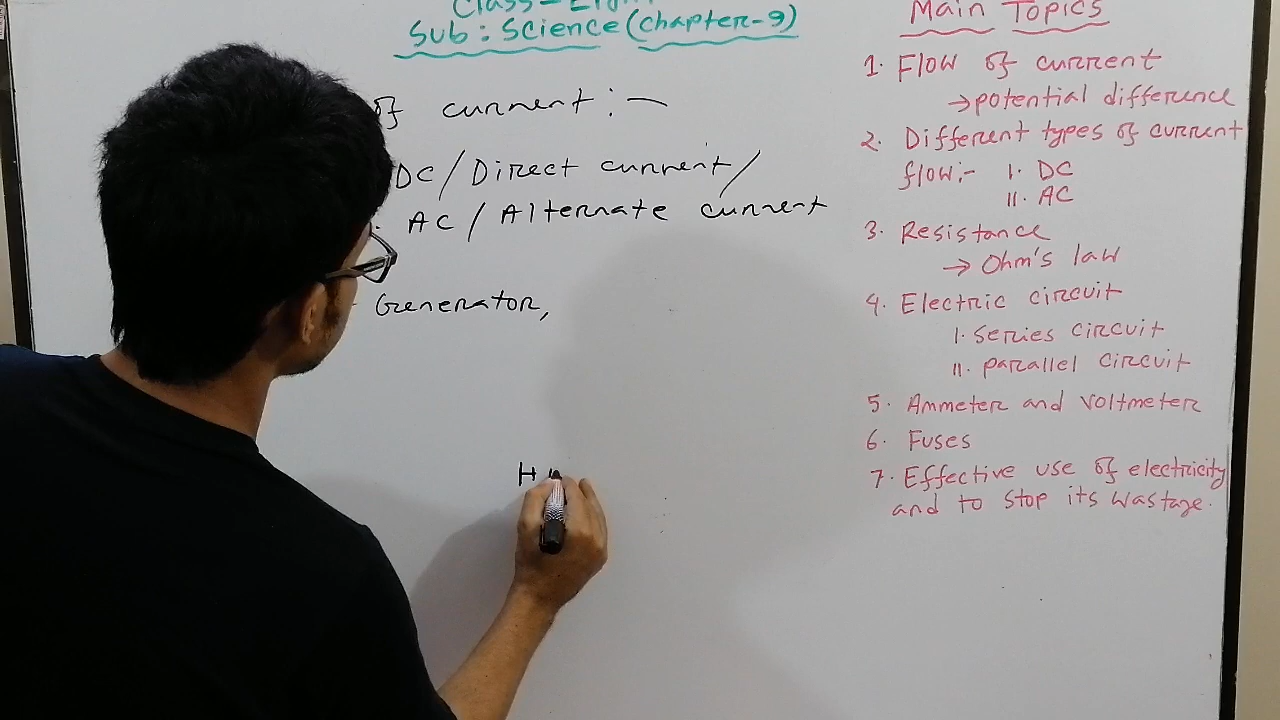 Sub: Science (chapter-9)
of current: —
DC / Direct current /
AC / Alternate current
Generator,
H
Main Topics
1. Flow of current
→ potential difference
2. Different types of current
flow:- I. DC
II. AC
3. Resistance
→ Ohm's law
4. Electric circuit
I. Series circuit
II. parallel circuit
5. Ammeter and voltmeter
6. Fuses
7. Effective use of electricity
and to stop its wastage.